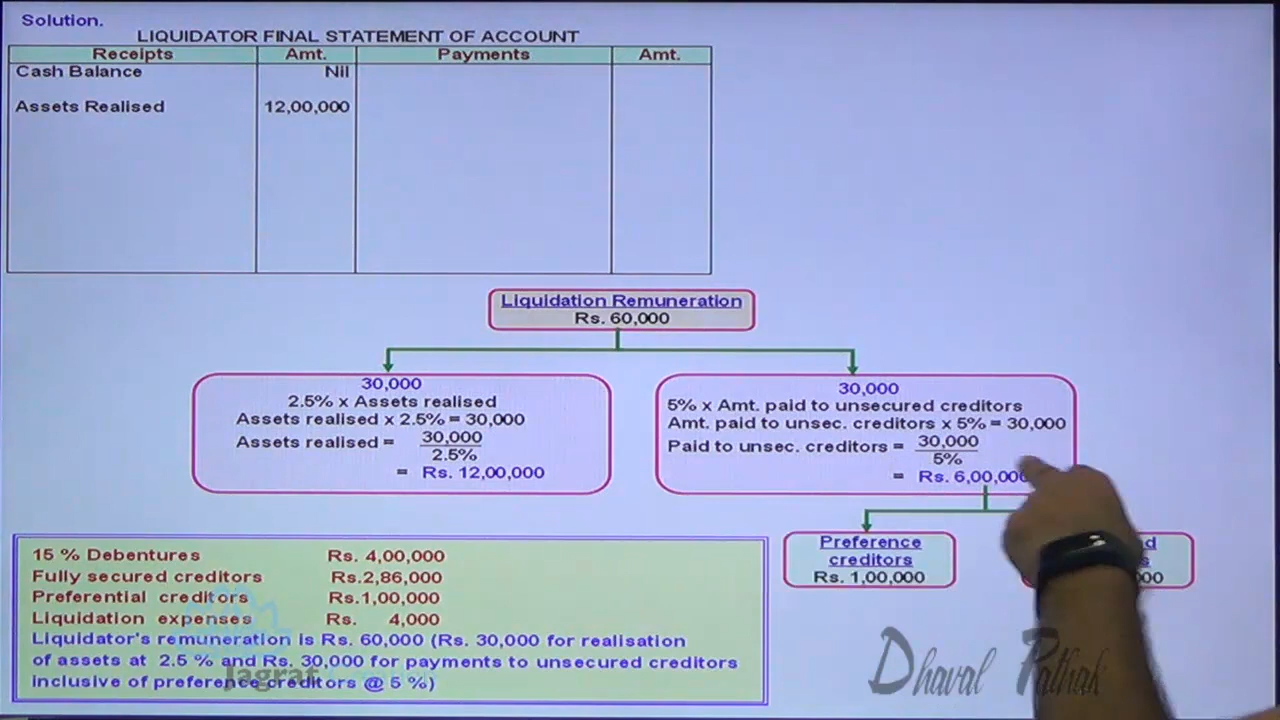 Solution.
LIQUIDATOR FINAL STATEMENT OF ACCOUNT
Receipts Amt. Payments Amt.
Cash Balance Nil
Assets Realised 12,00,000
Liquidation Remuneration
Rs. 60,000
30,000
2.5% x Assets realised
Assets realised x 2.5% = 30,000
Assets realised = 30,000
2.5%
= Rs. 12,00,000
30,000
5% x Amt. paid to unsecured creditors
Amt. paid to unsec. creditors x 5% = 30,000
Paid to unsec. creditors = 30,000
5%
= Rs. 6,00,000
Preference
creditors
Rs. 1,00,000
15 % Debentures Rs. 4,00,000
Fully secured creditors Rs.2,86,000
Preferential creditors Rs.1,00,000
Liquidation expenses Rs. 4,000
Liquidator's remuneration is Rs. 60,000 (Rs. 30,000 for realisation
of assets at 2.5 % and Rs. 30,000 for payments to unsecured creditors
inclusive of preference creditors @ 5 %)
Jagrat
Dhaval Pathak